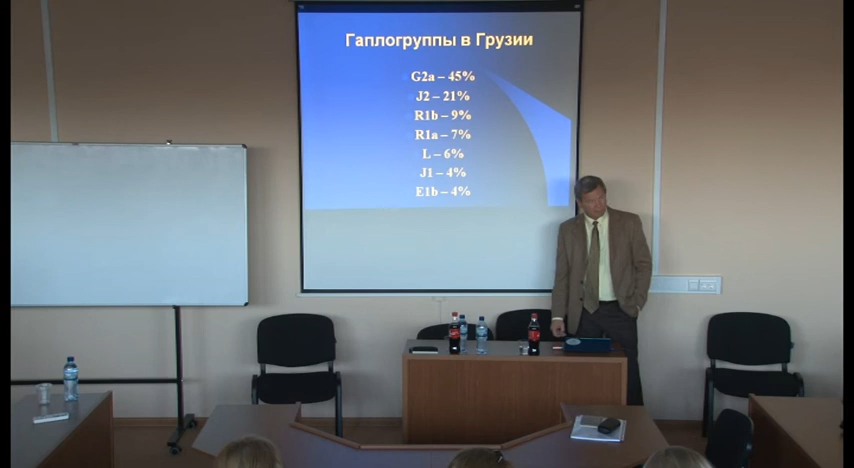 Гаплогруппы в Грузии
G2a – 45%
J2 – 21%
R1b – 9%
R1a – 7%
L – 6%
J1 – 4%
E1b – 4%